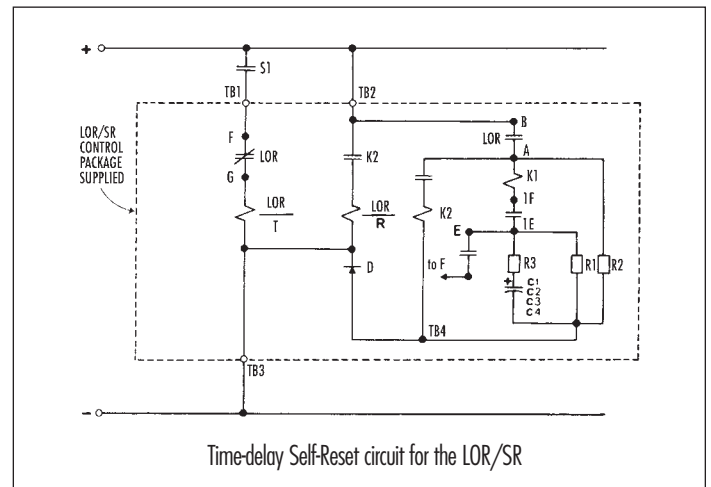 +
S1
TB1
TB2
LOR/SR
CONTROL
PACKAGE
SUPPLIED
F
LOR
G
LOR
T
K2
LOR
R
D
B
LOR
A
K1
1F
1E
K2
E
to F
R3
+
C1
C2
C3
C4
R1
R2
TB4
TB3
-
Time-delay Self-Reset circuit for the LOR/SR